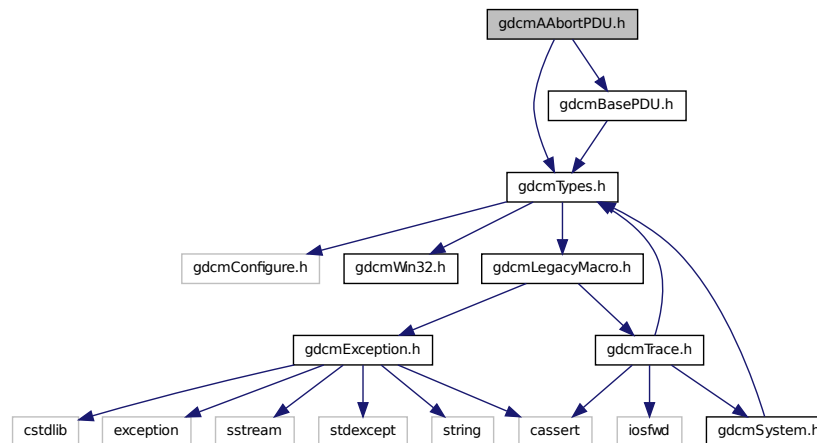 gdcmAAbortPDU.h
gdcmBasePDU.h
gdcmTypes.h
gdcmConfigure.h
gdcmWin32.h
gdcmLegacyMacro.h
gdcmException.h
gdcmTrace.h
cstdlib
exception
sstream
stdexcept
string
cassert
iosfwd
gdcmSystem.h